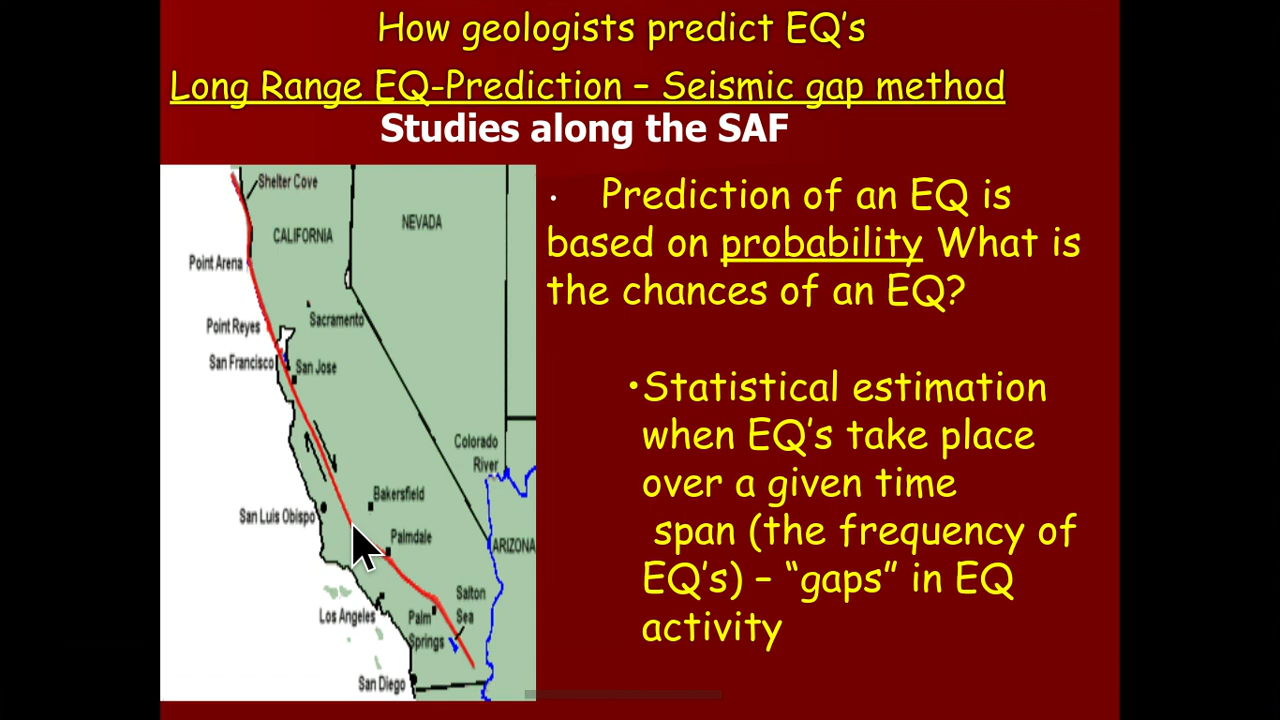 How geologists predict EQ's
Long Range EQ-Prediction – Seismic gap method
Studies along the SAF
Shelter Cove
CALIFORNIA
NEVADA
Point Arena
Point Reyes
Sacramento
San Francisco
San Jose
Colorado
River
Bakersfield
San Luis Obispo
Palmdale
ARIZONA
Salton
Sea
Los Angeles
Palm
Springs
San Diego
· Prediction of an EQ is
based on probability What is
the chances of an EQ?
•Statistical estimation
when EQ's take place
over a given time
span (the frequency of
EQ's) – “gaps” in EQ
activity